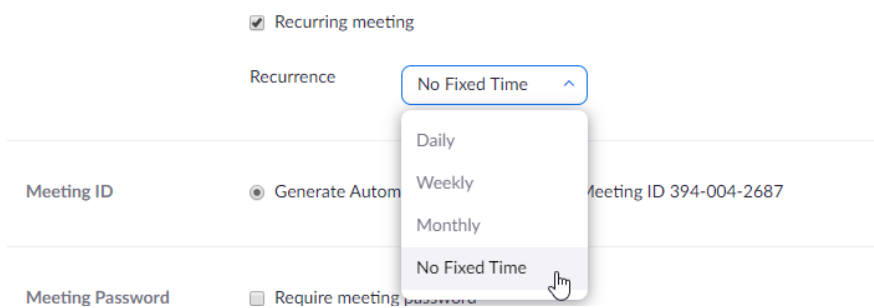 Recurring meeting
Recurrence
No Fixed Time
Daily
Weekly
Meeting ID
Generate Autom
Meeting ID 394-004-2687
Monthly
No Fixed Time
Meeting Password
Require meeting password